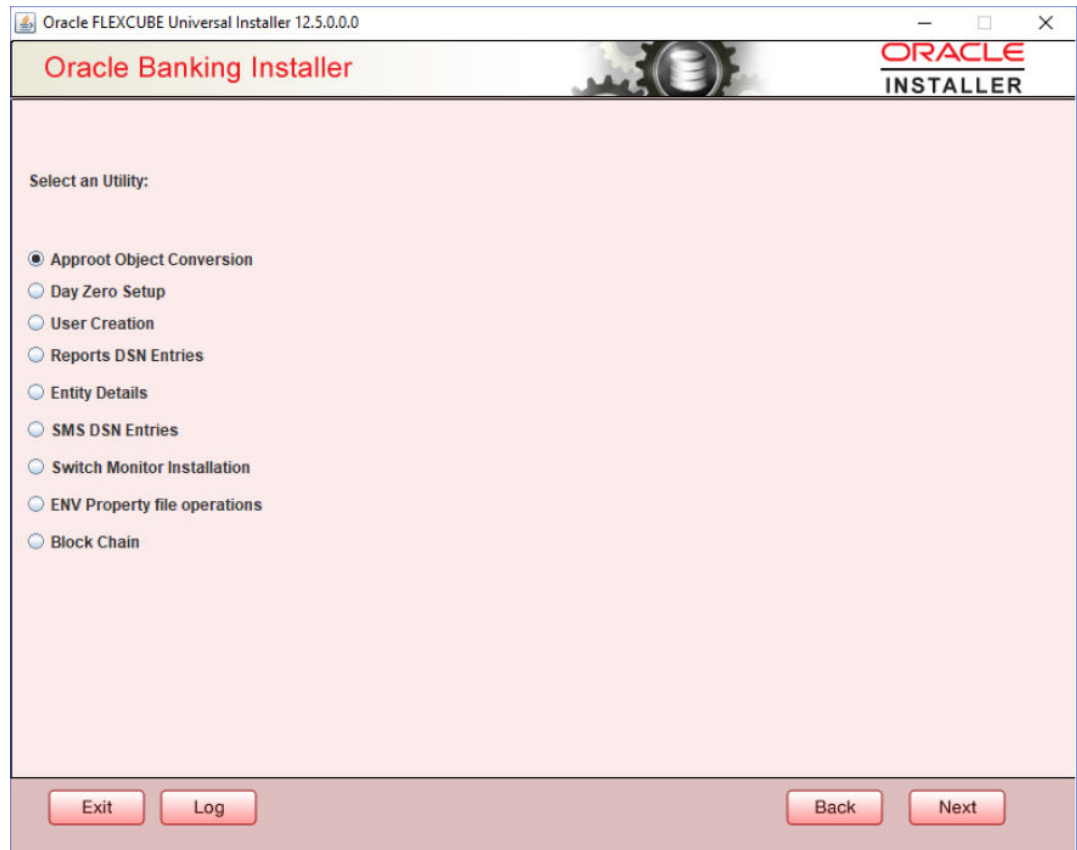 Oracle FLEXCUBE Universal Installer 12.5.0.0.0
Oracle Banking Installer
ORACLE
INSTALLER
Select an Utility:
Approot Object Conversion
Day Zero Setup
User Creation
Reports DSN Entries
Entity Details
SMS DSN Entries
Switch Monitor Installation
ENV Property file operations
Block Chain
Exit Log Back Next